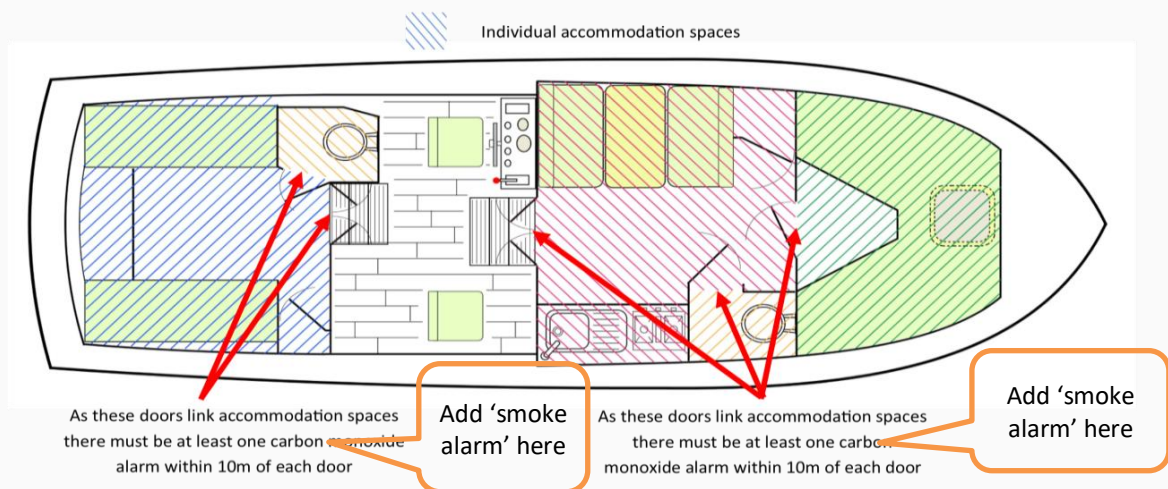 Individual accommodation spaces
As these doors link accommodation spaces
there must be at least one carbon monoxide
alarm within 10m of each door
Add ‘smoke
alarm’ here
As these doors link accommodation spaces
there must be at least one carbon
monoxide alarm within 10m of each door
Add ‘smoke
alarm’ here